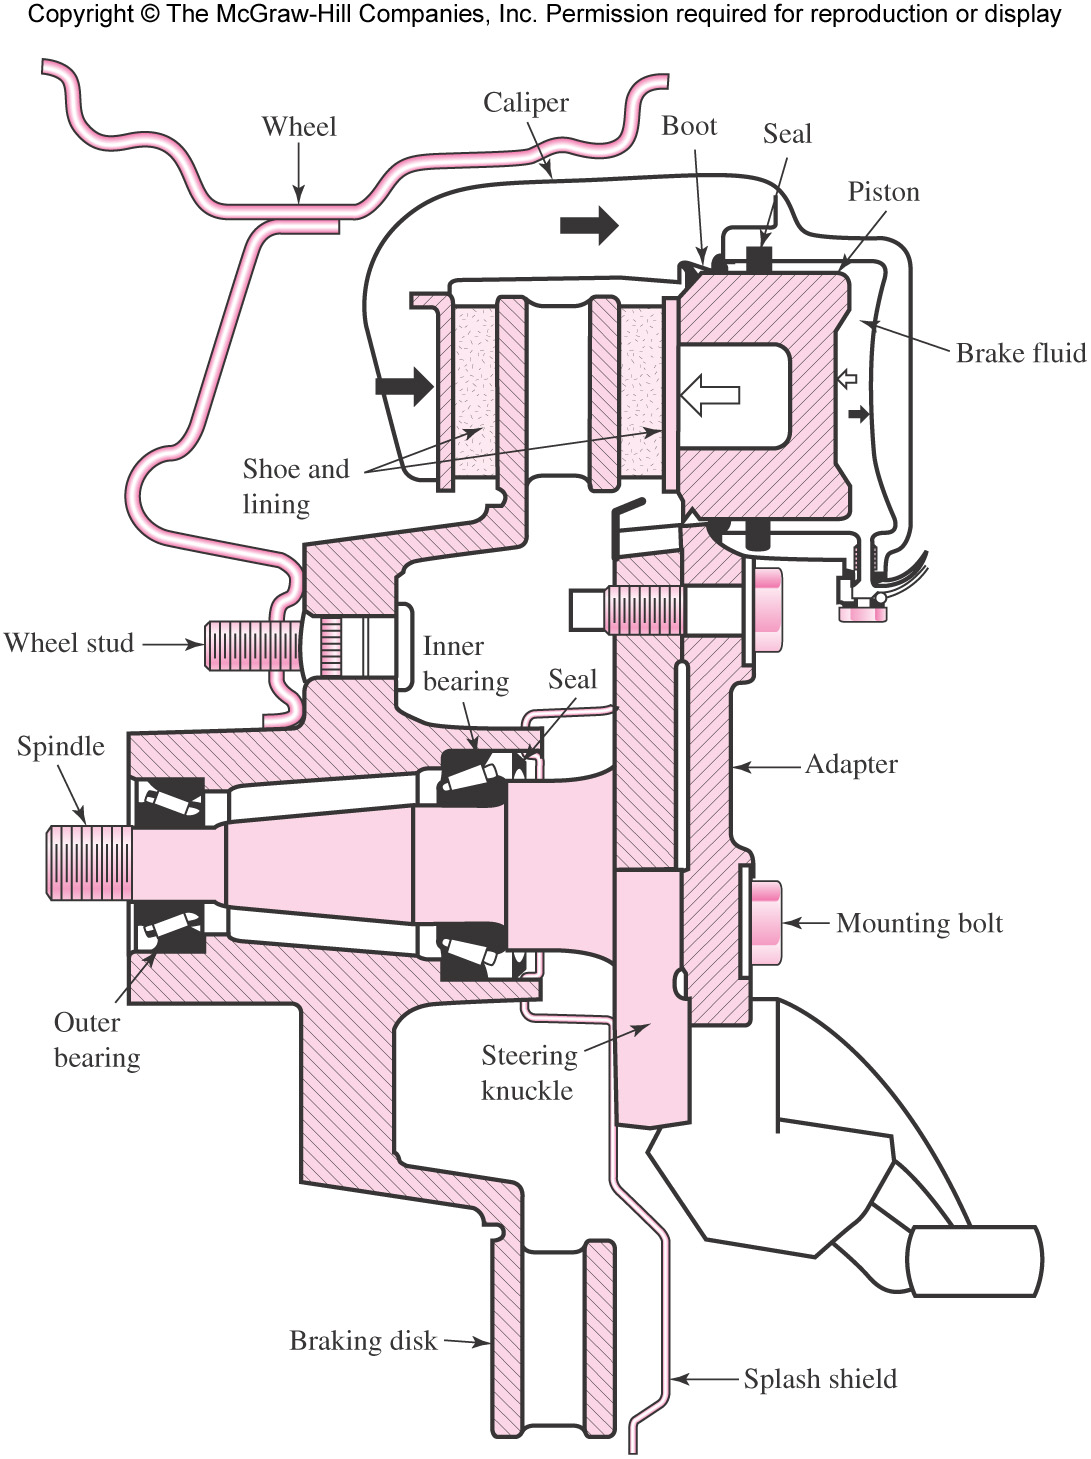 Copyright © The McGraw-Hill Companies, Inc. Permission required for reproduction or display
Caliper
Wheel
Boot
Seal
Piston
Brake fluid
Shoe and
lining
Wheel stud
Inner
bearing
Seal
Spindle
Adapter
Mounting bolt
Outer
bearing
Steering
knuckle
Braking disk
Splash shield